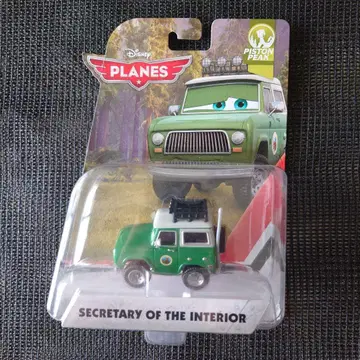 Disney
PLANES
PISTON
PEAK
SECRETARY OF THE INTERIOR